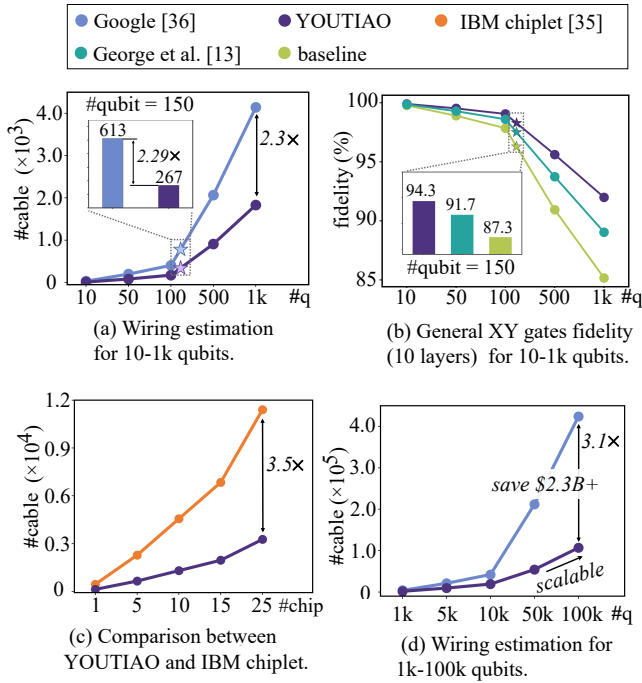 Google [36]
YOUTIAO
IBM chiplet [35]
George et al. [13]
baseline
#qubit = 150
613
2.29×
267
2.3×
4.0
3.0
2.0
1.0
0
#cable (×10³)
10 50 100 500 1k #q
(a) Wiring estimation
for 10-1k qubits.
100
95
90
85
fidelity (%)
94.3
91.7
87.3
#qubit = 150
10 50 100 500 1k #q
(b) General XY gates fidelity
(10 layers) for 10-1k qubits.
1.2
0.9
0.6
0.3
0
#cable (×10⁴)
3.5×
1 5 10 15 25 #chip
(c) Comparison between
YOUTIAO and IBM chiplet.
4.0
3.0
2.0
1.0
0
#cable (×10⁵)
3.1×
save $2.3B+
scalable
1k 5k 10k 50k 100k #q
(d) Wiring estimation for
1k-100k qubits.